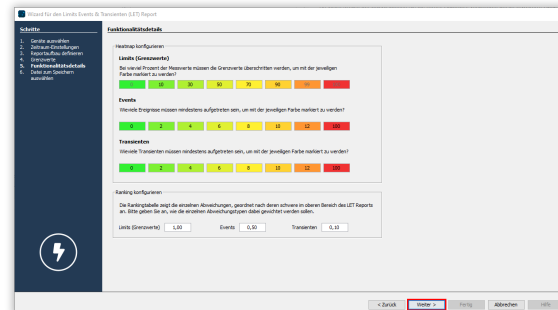 Wizard für den Limits Events & Transienten (LET) Report
Schritte
1. Geräte auswählen
2. Zeitraum-Einstellungen
3. Reportaufbau definieren
4. Grenzwerte
5. Funktionalitätsdetails
6. Datei zum Speichern
auswählen
Funktionalitätsdetails
Heatmap konfigurieren
Limits (Grenzwerte)
Bei wieviel Prozent der Messwerte müssen die Grenzwerte überschritten werden, um mit der jeweiligen
Farbe markiert zu werden?
10 30 50 70 90
Events
Wieviele Ereignisse müssen mindestens aufgetreten sein, um mit der jeweiligen Farbe markiert zu werden?
0 2 4 6 8 10 12 100
Transienten
Wieviele Transienten müssen mindestens aufgetreten sein, um mit der jeweiligen Farbe markiert zu werden?
0 2 4 6 8 10 12 100
Ranking konfigurieren
Die Rankingtabelle zeigt die einzelnen Abweichungen, geordnet nach deren schwere im oberen Bereich des LET Reports
an. Bitte geben Sie an, wie die einzelnen Abweichungstypen dabei gewichtet werden sollen.
Limits (Grenzwerte) 1,00 Events 0,50 Transienten 0,10
< Zurück Weiter > Fertig Abbrechen Hilfe